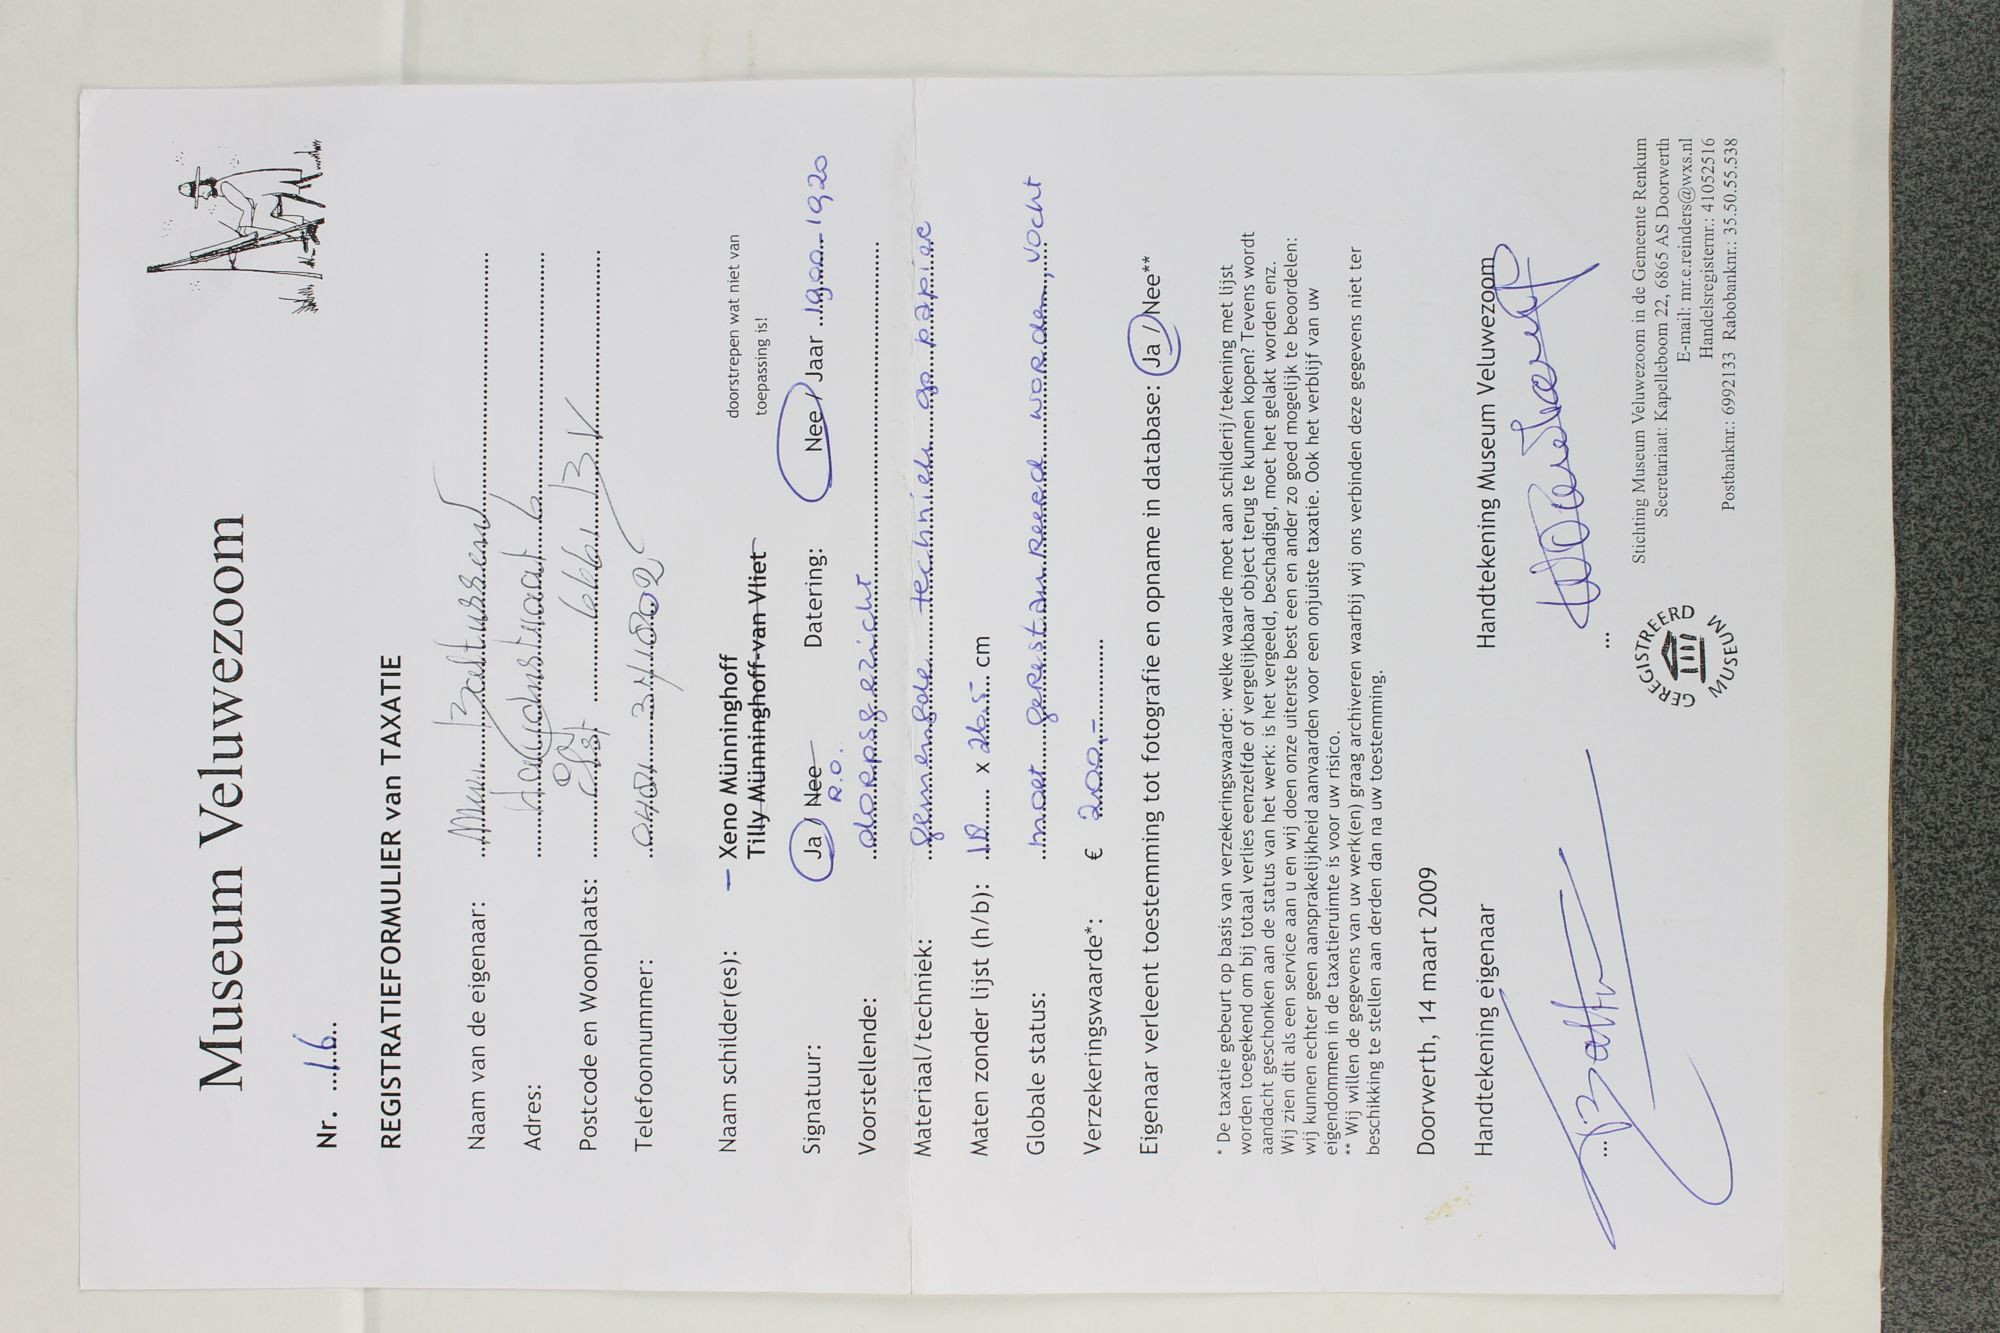 Museum Veluwezoom
Nr. ...16...
REGISTRATIEFORMULIER van TAXATIE
Naam van de eigenaar: Baltussen
Adres: 6
Postcode en Woonplaats: Elst 6661 BV
Telefoonnummer: 0481
doorstrepen wat niet van
toepassing is!
Naam schilder(es): – Xeno Münninghoff
Tilly Münninghoff-van Vliet
Signatuur: Ja / Nee Datering: Nee / Jaar 1900-1920
R.O.
Voorstellende: dorpsgezicht
Materiaal/techniek: gemengde techniek op papier
Maten zonder lijst (h/b): 18 x 26.5 cm
Globale status: moet gerestaureerd worden, vocht
Verzekeringswaarde*: € 2000,-
Eigenaar verleent toestemming tot fotografie en opname in database: Ja / Nee**
* De taxatie gebeurt op basis van verzekeringswaarde: welke waarde moet aan schilderij/tekening met lijst
worden toegekend om bij totaal verlies eenzelfde of vergelijkbaar object terug te kunnen kopen? Tevens wordt
aandacht geschonken aan de status van het werk: is het vergeeld, beschadigd, moet het gelakt worden enz.
Wij zien dit als een service aan u en wij doen onze uiterste best een en ander zo goed mogelijk te beoordelen:
wij kunnen echter geen aansprakelijkheid aanvaarden voor een onjuiste taxatie. Ook het verblijf van uw
eigendommen in de taxatieruimte is voor uw risico.
** Wij willen de gegevens van uw werk(en) graag archiveren waarbij wij ons verbinden deze gegevens niet ter
beschikking te stellen aan derden dan na uw toestemming.
Doorwerth, 14 maart 2009
Handtekening eigenaar Handtekening Museum Veluwezoom
GEREGISTREERD
MUSEUM
Stichting Museum Veluwezoom in de Gemeente Renkum
Secretariaat: Kapelleboom 22, 6865 AS Doorwerth
E-mail: mr.e.reinders@wxs.nl
Handelsregisternr.: 41052516
Postbanknr.: 6992133 Rabobanknr.: 35.50.55.538